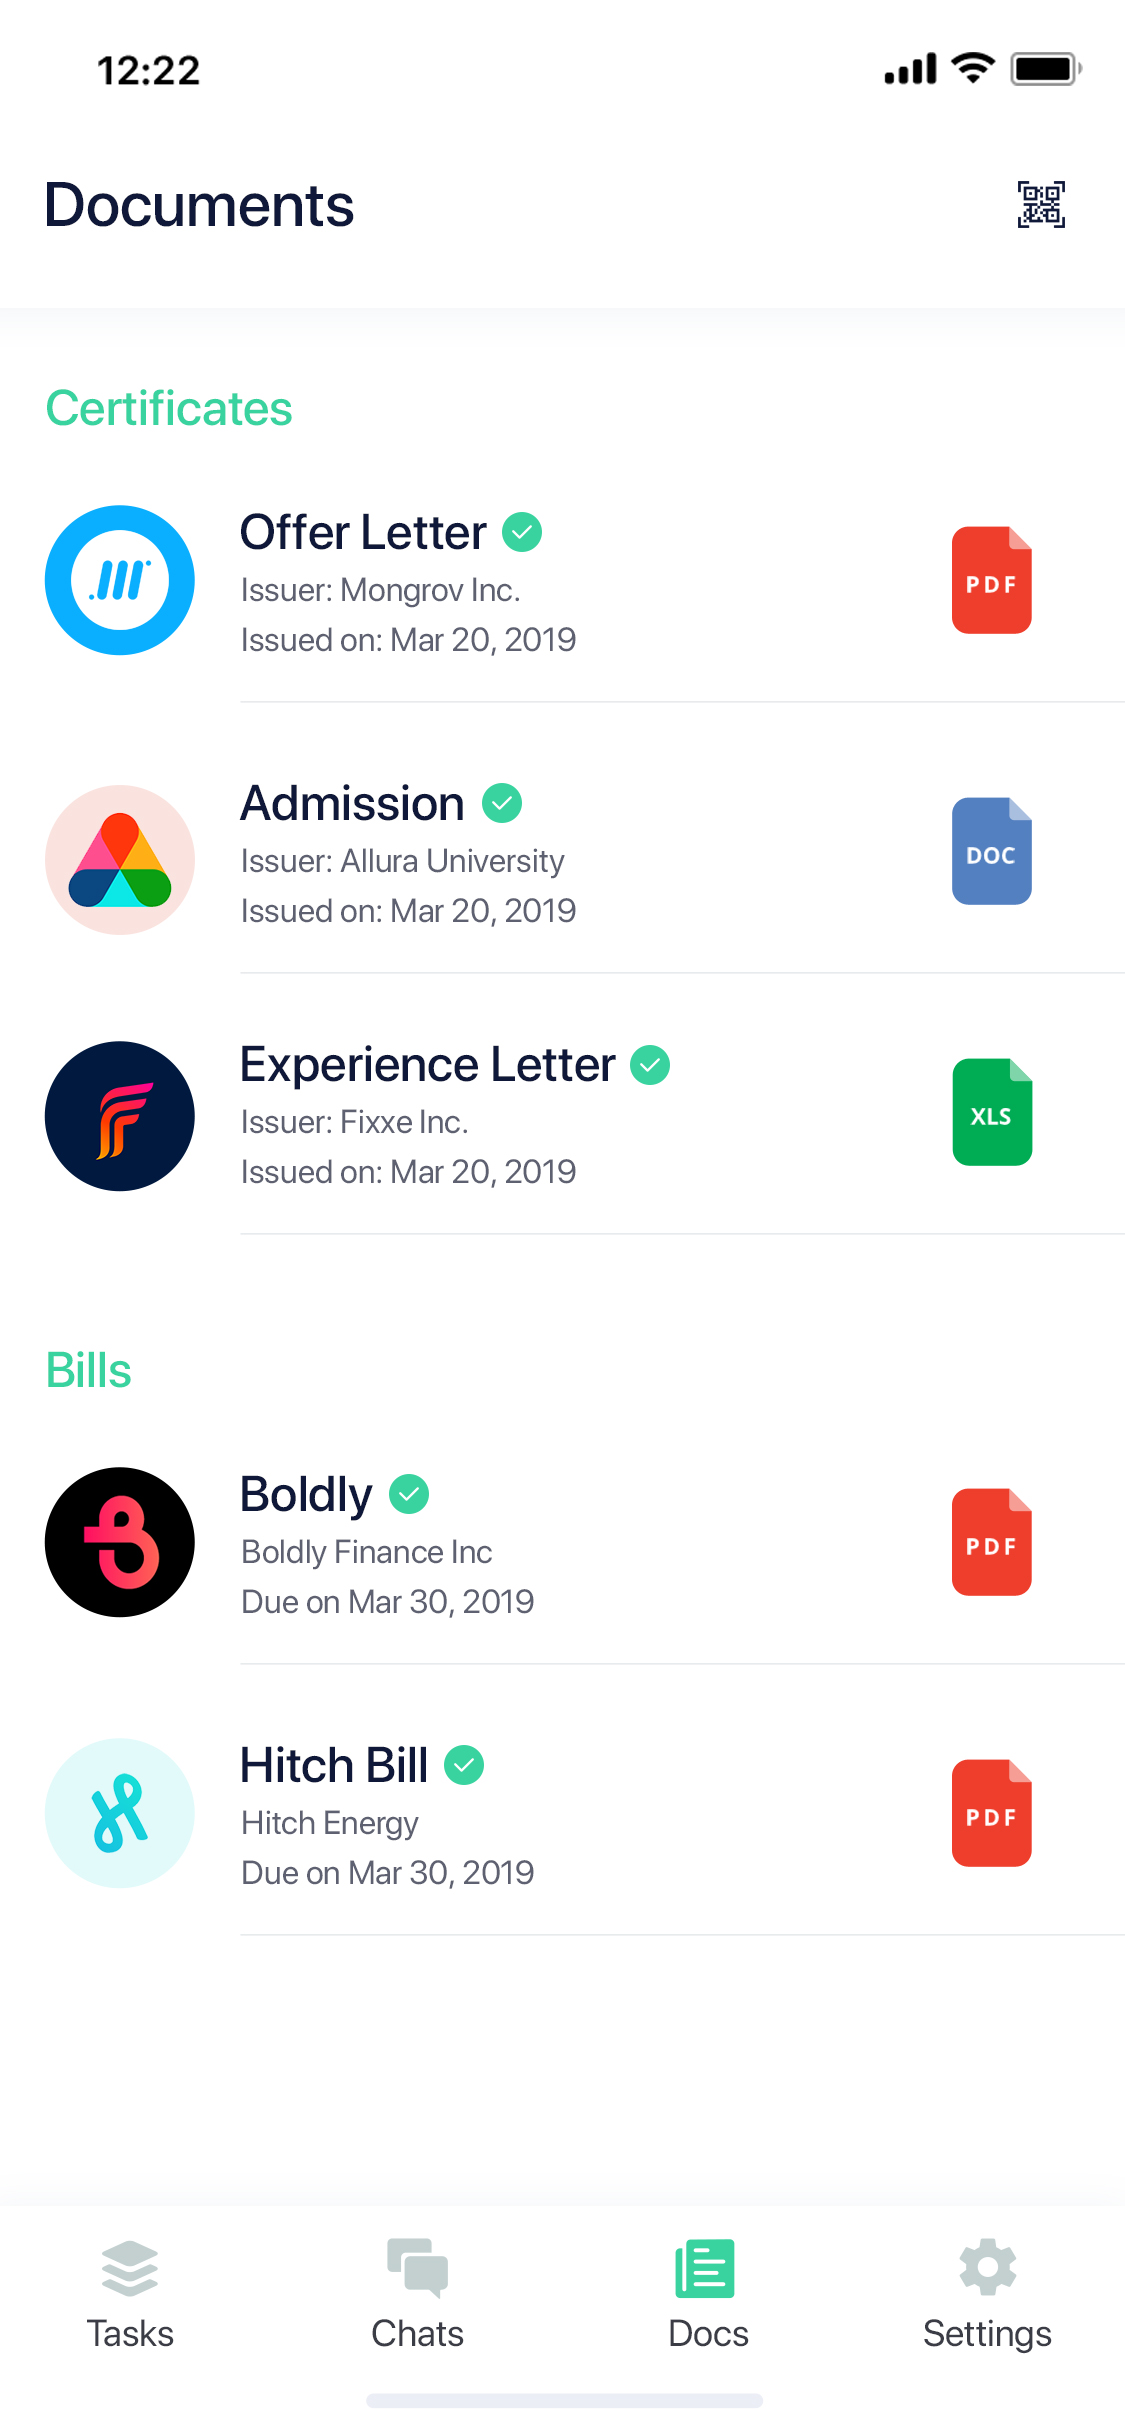 12:22
Documents
Certificates
Offer Letter
Issuer: Mongrov Inc.
Issued on: Mar 20, 2019
PDF
Admission
Issuer: Allura University
Issued on: Mar 20, 2019
DOC
Experience Letter
Issuer: Fixxe Inc.
Issued on: Mar 20, 2019
XLS
Bills
Boldly
Boldly Finance Inc
Due on Mar 30, 2019
PDF
Hitch Bill
Hitch Energy
Due on Mar 30, 2019
PDF
Tasks
Chats
Docs
Settings